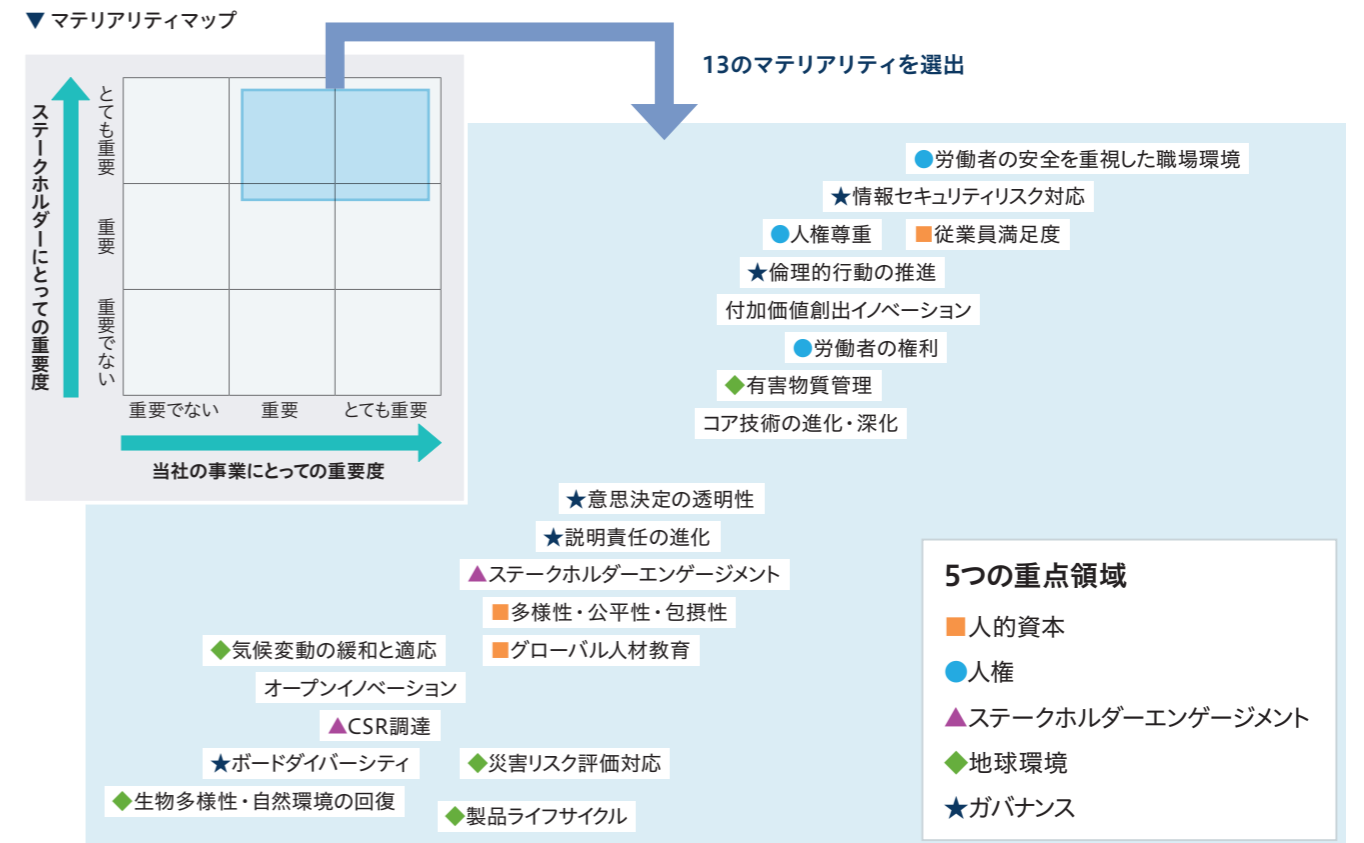 ▼ マテリアリティマップ
13のマテリアリティを選出
ステークホルダーにとっての重要度
とても重要
重要
重要でない
重要でない 重要 とても重要
当社の事業にとっての重要度
●労働者の安全を重視した職場環境
★情報セキュリティリスク対応
●人権尊重 ■従業員満足度
★倫理的行動の推進
付加価値創出イノベーション
●労働者の権利
◆有害物質管理
コア技術の進化・深化
★意思決定の透明性
★説明責任の進化
▲ステークホルダーエンゲージメント
■多様性・公平性・包摂性
◆気候変動の緩和と適応 ■グローバル人材教育
オープンイノベーション
▲CSR調達
★ボードダイバーシティ ◆災害リスク評価対応
◆生物多様性・自然環境の回復
◆製品ライフサイクル
5つの重点領域
■人的資本
●人権
▲ステークホルダーエンゲージメント
◆地球環境
★ガバナンス